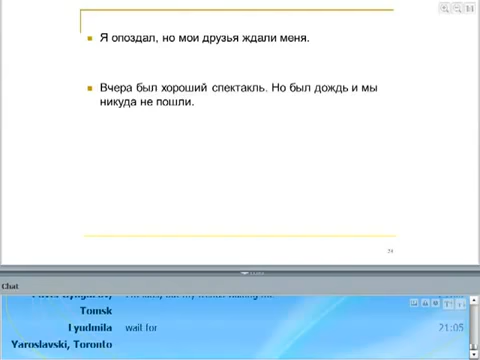 Я опоздал, но мои друзья ждали меня.
Вчера был хороший спектакль. Но был дождь и мы
никуда не пошли.
74
Chat
Tomsk
Lyudmila wait for 21:05
Yaroslavski, Toronto